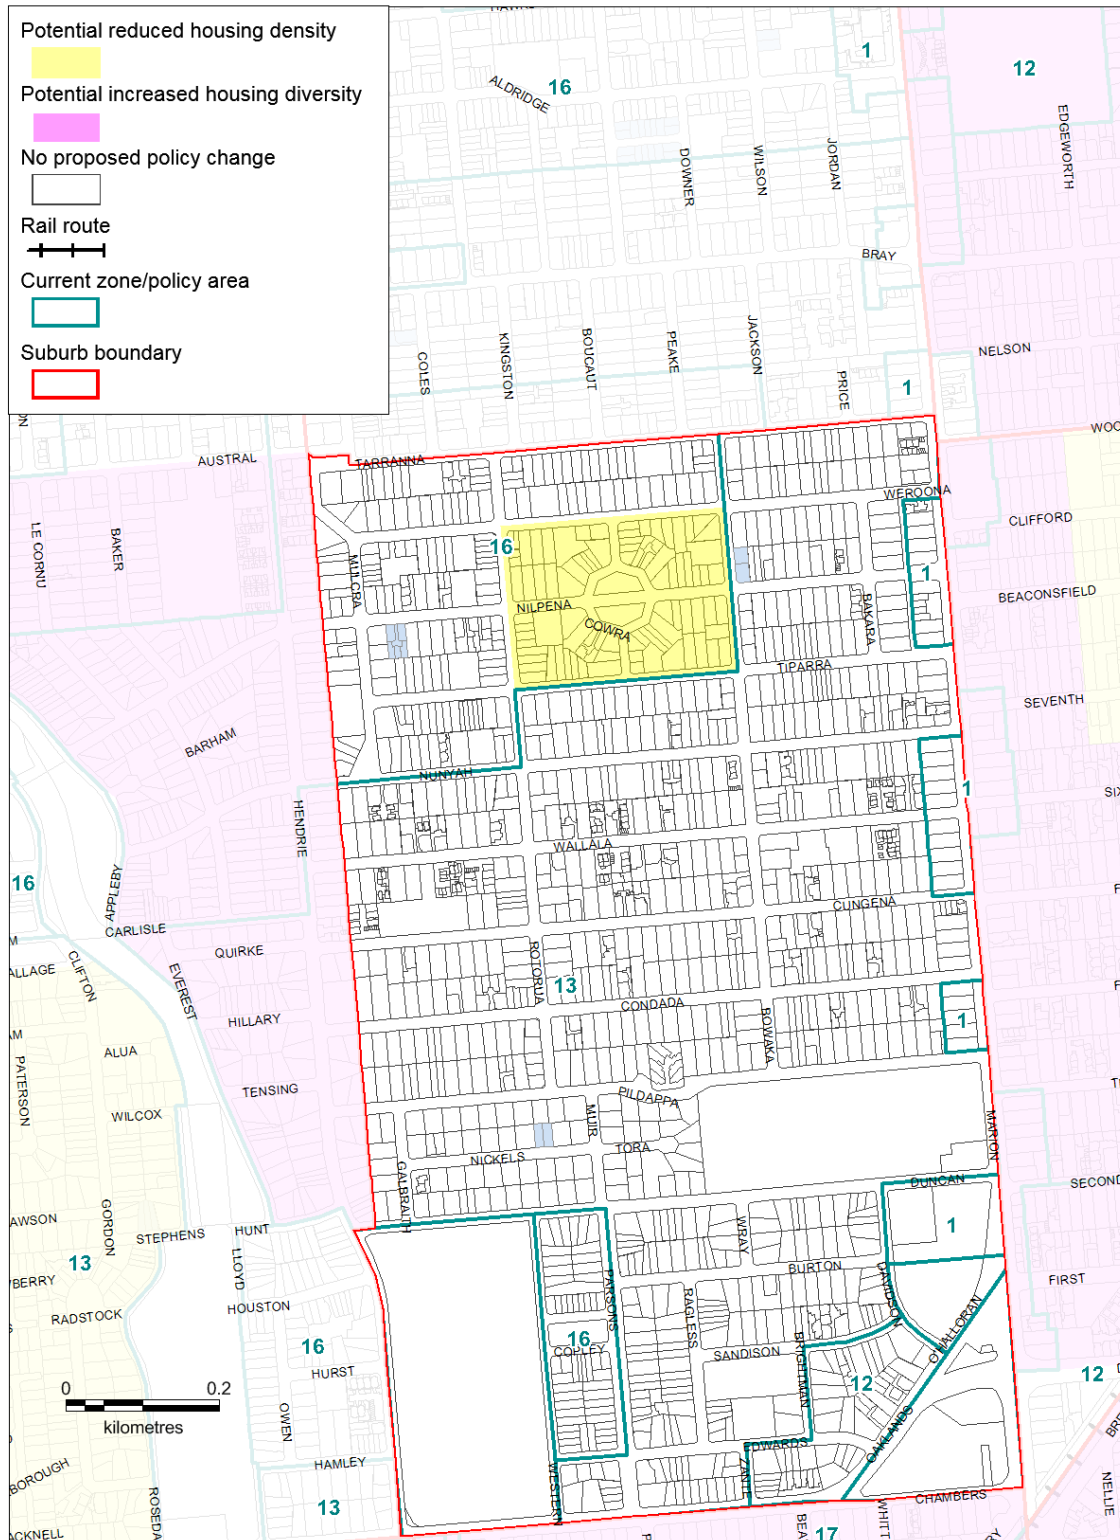 Potential reduced housing density
Potential increased housing diversity
No proposed policy change
Rail route
Current zone/policy area
Suburb boundary
1
12
16
ALDRIDGE
EDGEWORTH
DOWNER
WILSON
JORDAN
BRAY
COLES
KINGSTON
BOUCAUT
PEAKE
JACKSON
PRICE
NELSON
1
AUSTRAL
TARRANNA
WEROONA
CLIFFORD
LE CORNU
BAKER
MULCRA
16
1
NILPENA
COWRA
BAKARA
BEACONSFIELD
TIPARRA
SEVENTH
BARHAM
NUNYAH
1
HENDRIE
WALLALA
16
APPLEBY
CARLISLE
CUNGENA
QUIRKE
CLIFTON
EVEREST
ROTORUA
13
CONDADA
BOWAKA
1
HILLARY
ALUA
PATERSON
TENSING
WILCOX
PILDAPPA
MUIR
TORA
NICKELS
MARION
GALBRAITH
DUNCAN
SECOND
GORDON
STEPHENS
HUNT
LLOYD
WRAY
1
13
BURTON
DAVIDSON
FIRST
RADSTOCK
HOUSTON
PARSONS
RAGLESS
O'HALLORAN
16
16
COPLEY
SANDISON
BRIGHTMAN
12
12
HURST
0 0.2
kilometres
OWEN
OAKLANDS
EDWARDS
HAMLEY
WESTERN
ZANTE
CHAMBERS
NELLIE
13
17